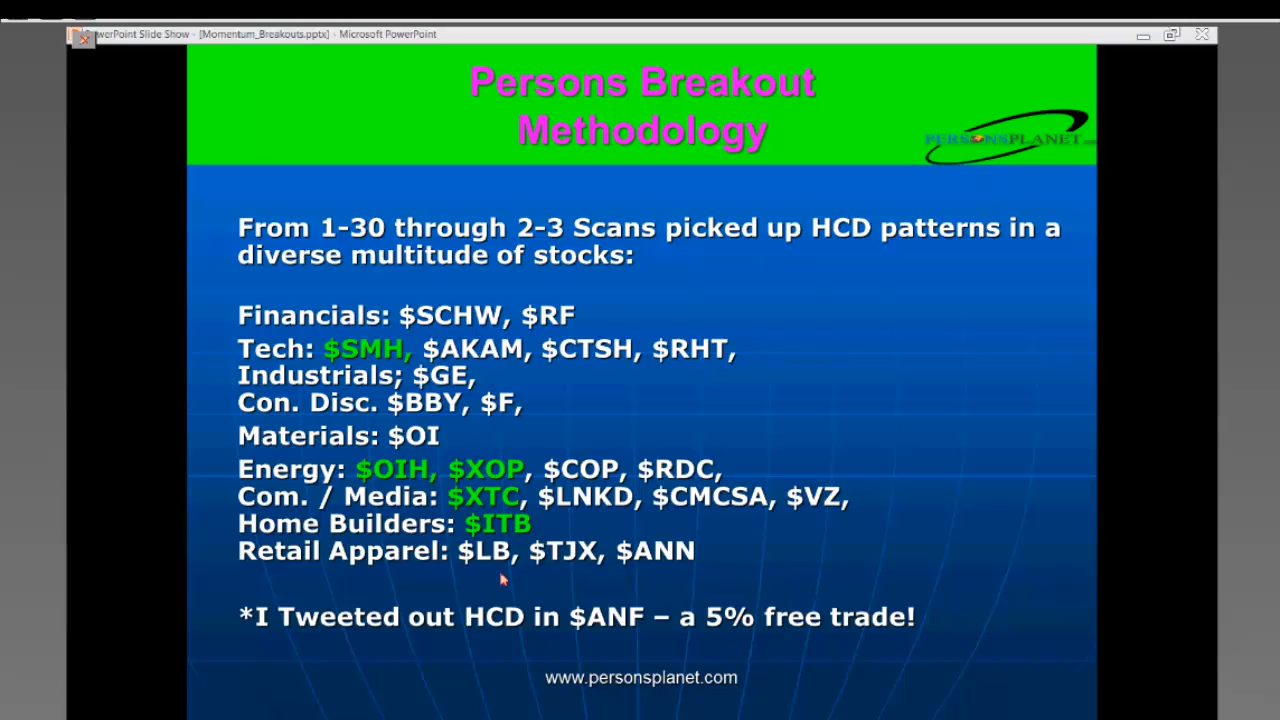 PowerPoint Slide Show - [Momentum_Breakouts.pptx] - Microsoft PowerPoint
Persons Breakout
Methodology
PERSONSPLANET
From 1-30 through 2-3 Scans picked up HCD patterns in a
diverse multitude of stocks:
Financials: $SCHW, $RF
Tech: $SMH, $AKAM, $CTSH, $RHT,
Industrials; $GE,
Con. Disc. $BBY, $F,
Materials: $OI
Energy: $OIH, $XOP, $COP, $RDC,
Com. / Media: $XTC, $LNKD, $CMCSA, $VZ,
Home Builders: $ITB
Retail Apparel: $LB, $TJX, $ANN
*I Tweeted out HCD in $ANF – a 5% free trade!
www.personsplanet.com